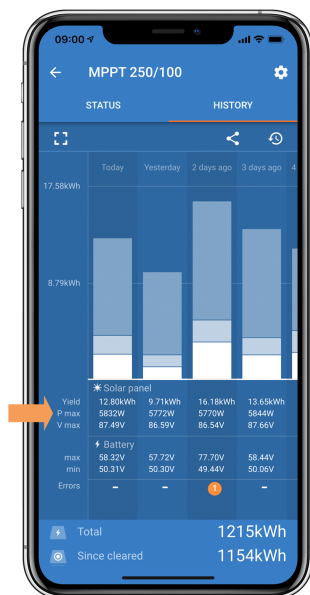 09:00
MPPT 250/100
STATUS HISTORY
Today Yesterday 2 days ago 3 days ago 4
17.58kWh
8.79kWh
Solar panel
Yield 12.80kWh 9.71kWh 16.18kWh 13.65kWh
P max 5832W 5772W 5770W 5844W
V max 87.49V 86.59V 86.54V 87.66V
Battery
max 58.32V 57.72V 77.70V 58.44V
min 50.31V 50.30V 49.44V 50.06V
Errors – – 1 –
Total 1215kWh
Since cleared 1154kWh